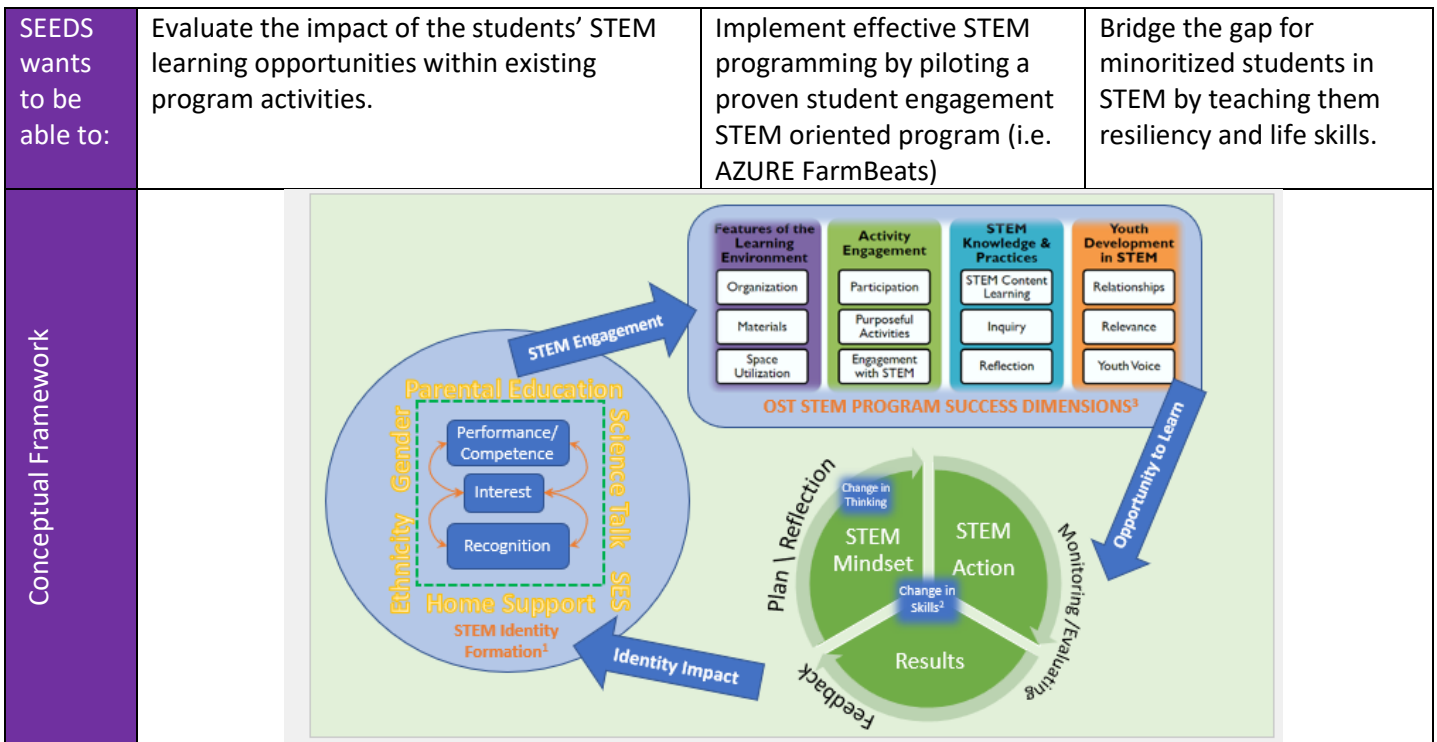 SEEDS
wants
to be
able to:
Evaluate the impact of the students’ STEM
learning opportunities within existing
program activities.
Implement effective STEM
programming by piloting a
proven student engagement
STEM oriented program (i.e.
AZURE FarmBeats)
Bridge the gap for
minoritized students in
STEM by teaching them
resiliency and life skills.
Conceptual Framework
Features of the
Learning
Environment
Organization
Materials
Space
Utilization
Activity
Engagement
Participation
Purposeful
Activities
Engagement
with STEM
STEM
Knowledge &
Practices
STEM Content
Learning
Inquiry
Reflection
Youth
Development
in STEM
Relationships
Relevance
Youth Voice
OST STEM PROGRAM SUCCESS DIMENSIONS³
STEM Engagement
Parental Education
Gender
Ethnicity
Science Talk
SES
Home Support
Performance/
Competence
Interest
Recognition
STEM Identity
Formation¹
Opportunity to Learn
Plan \ Reflection
Monitoring / Evaluating
Feedback
Change in
Thinking
STEM
Mindset
STEM
Action
Change in
Skills²
Results
Identity Impact